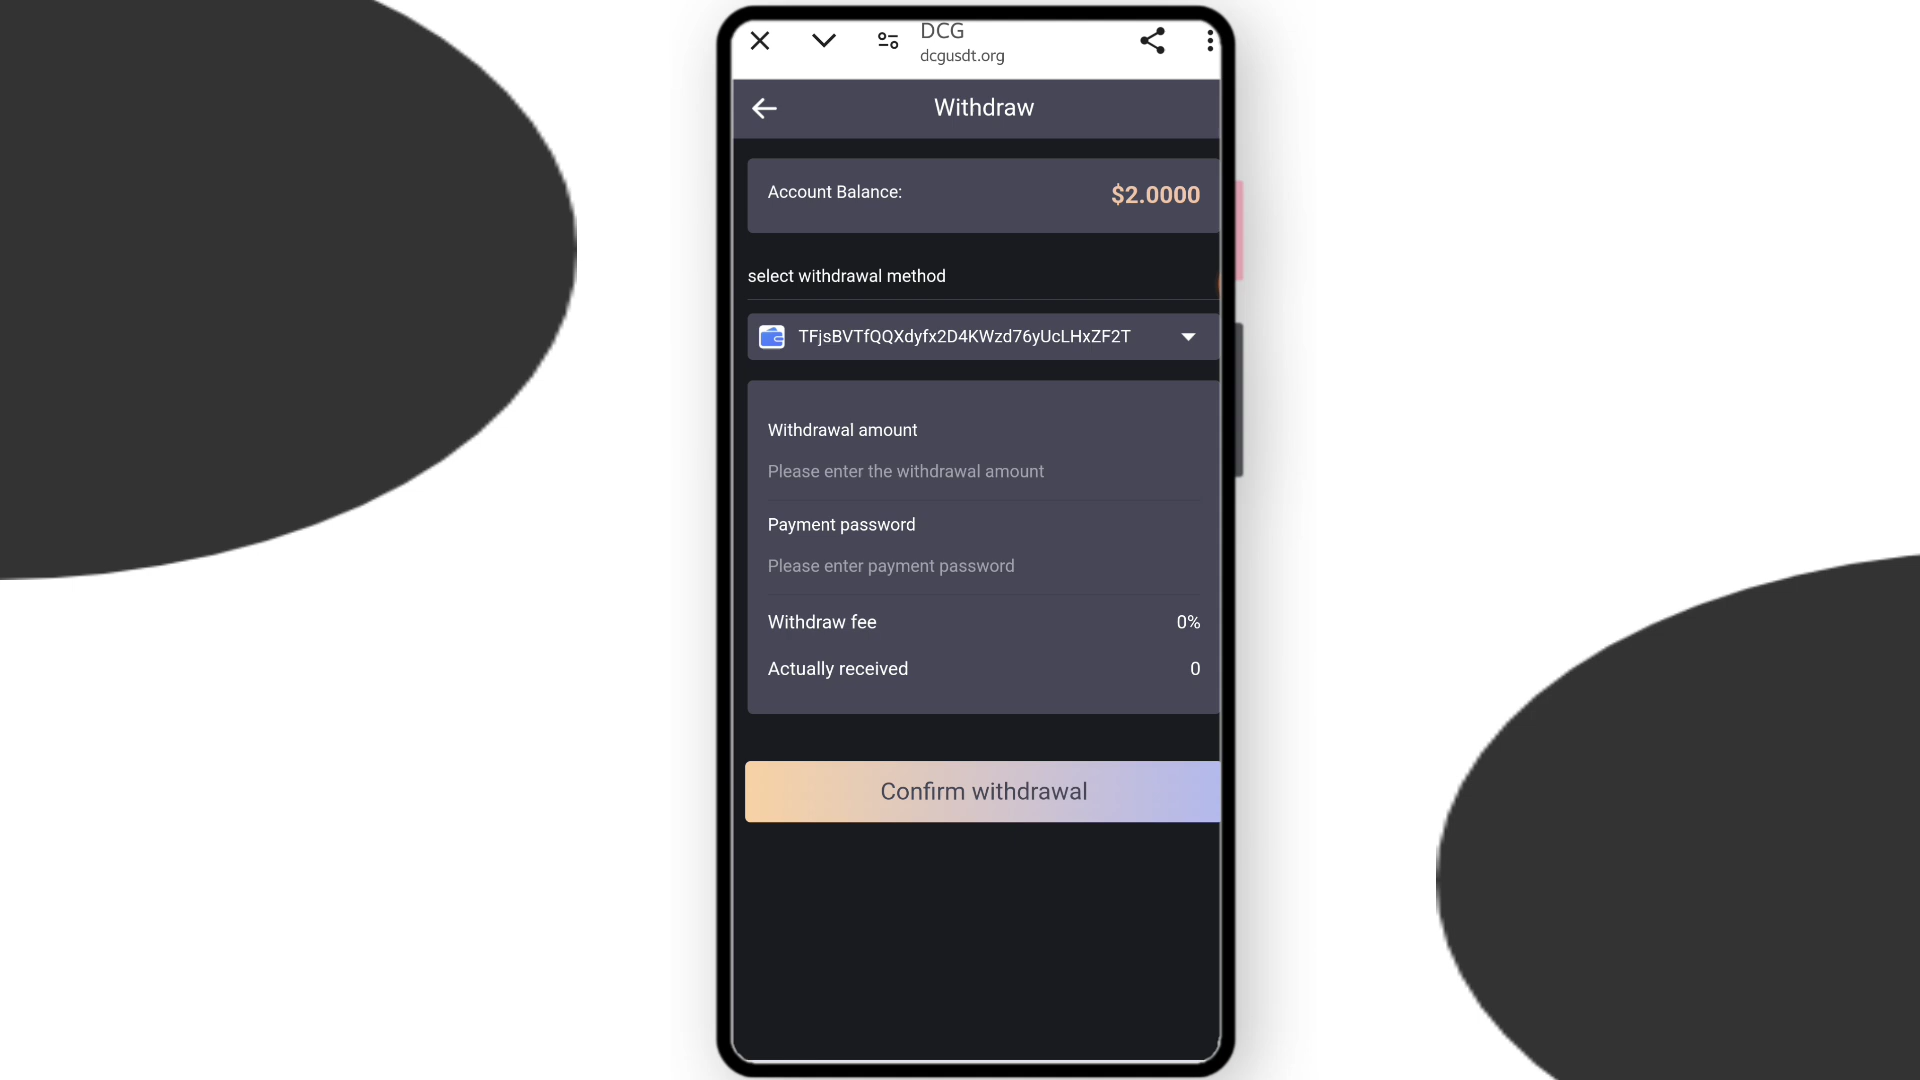 DCG
dcgusdt.org
Withdraw
Account Balance:
$2.0000
select withdrawal method
TFjsBVTfQQXdyfx2D4KWzd76yUcLHxZF2T
Withdrawal amount
Please enter the withdrawal amount
Payment password
Please enter payment password
Withdraw fee
0%
Actually received
0
Confirm withdrawal